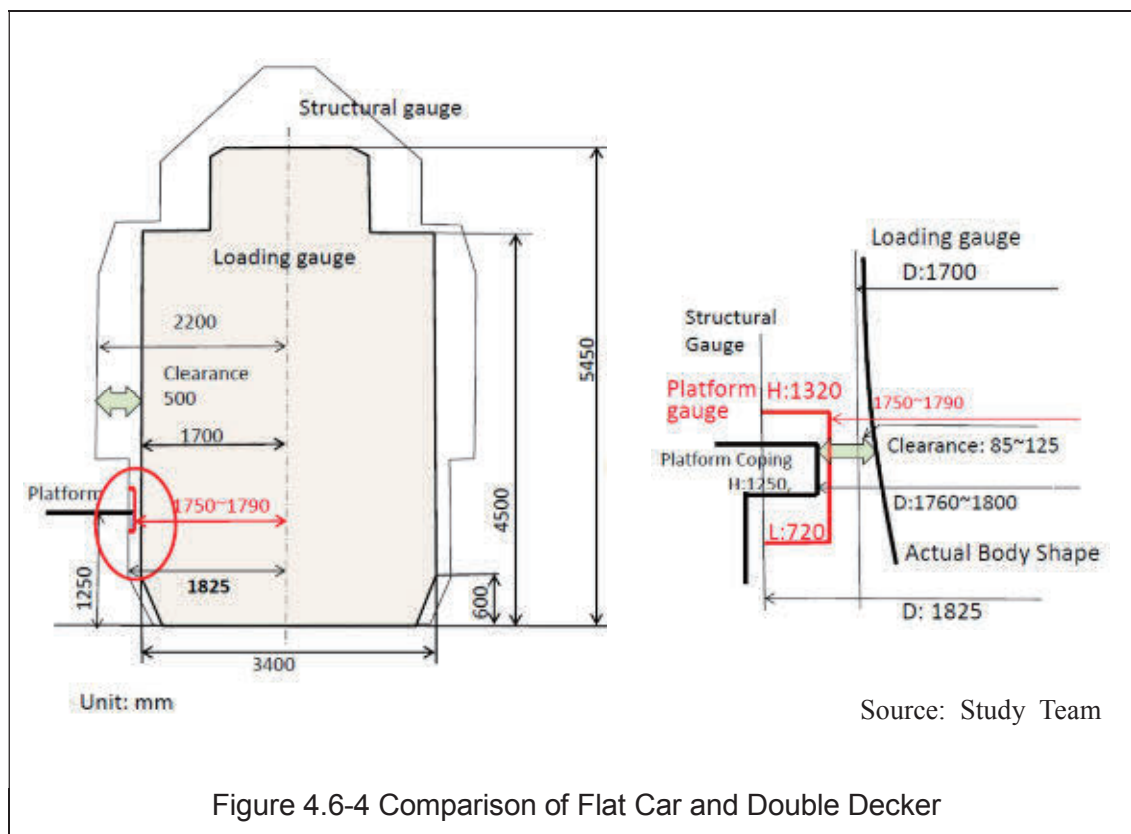 Structural gauge
Loading gauge
2200
Clearance
500
1700
Platform
1750~1790
1825
1250
3400
600
4500
5450
Unit: mm
Loading gauge
D:1700
Structural
Gauge
Platform
gauge
H:1320
1750~1790
Clearance: 85~125
Platform Coping
H:1250,
D:1760~1800
L:720
Actual Body Shape
D: 1825
Source: Study Team
Figure 4.6-4 Comparison of Flat Car and Double Decker